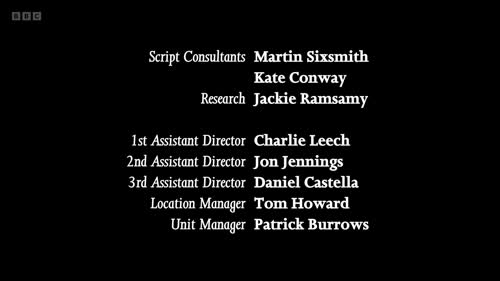 BBC
Script Consultants Martin Sixsmith
Kate Conway
Research Jackie Ramsamy
1st Assistant Director Charlie Leech
2nd Assistant Director Jon Jennings
3rd Assistant Director Daniel Castella
Location Manager Tom Howard
Unit Manager Patrick Burrows